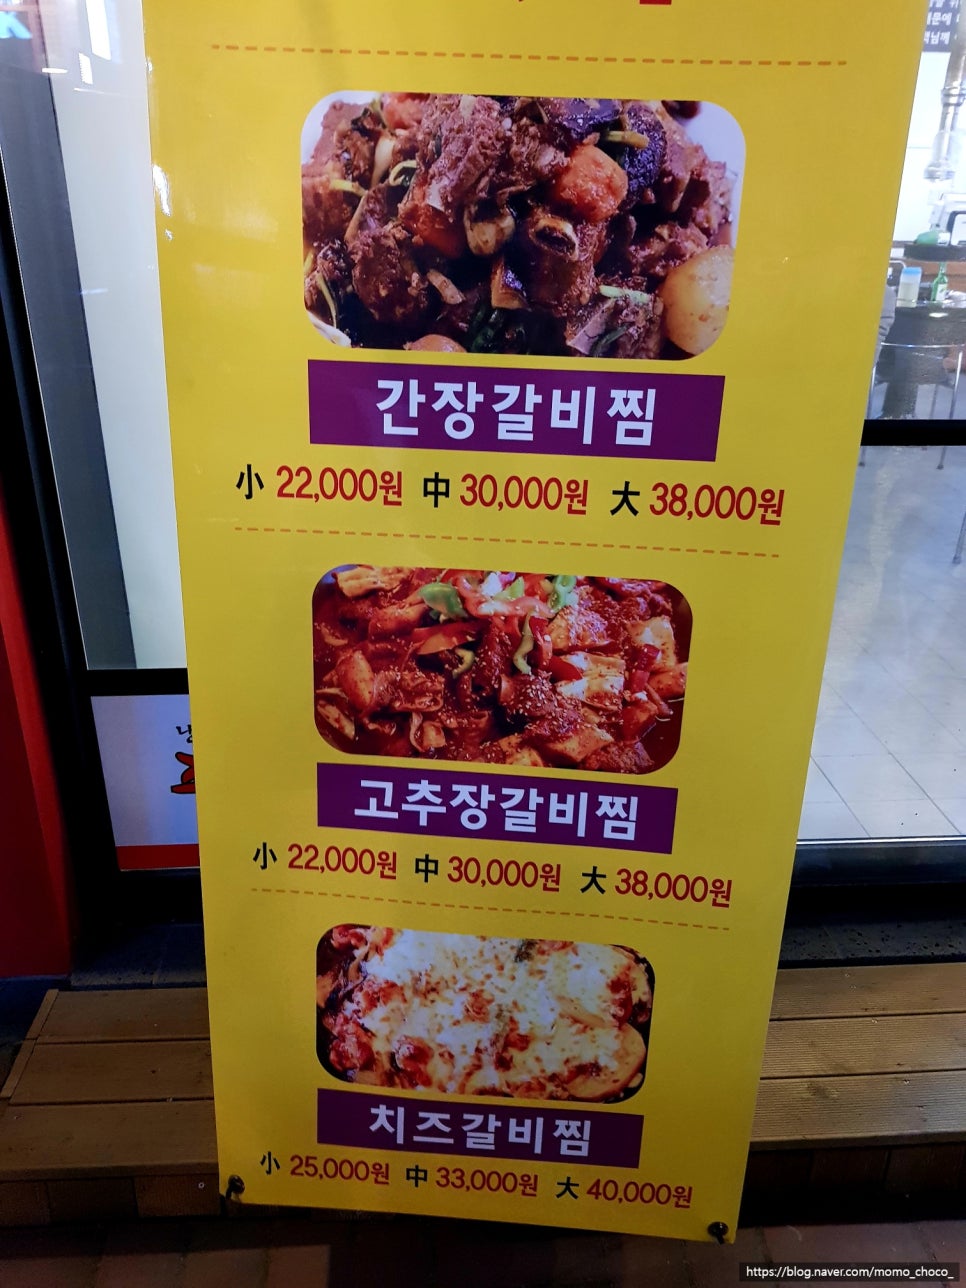 간장갈비찜
小 22,000원 中 30,000원 大 38,000원
고추장갈비찜
小 22,000원 中 30,000원 大 38,000원
치즈갈비찜
小 25,000원 中 33,000원 大 40,000원
https://blog.naver.com/momo_choco_